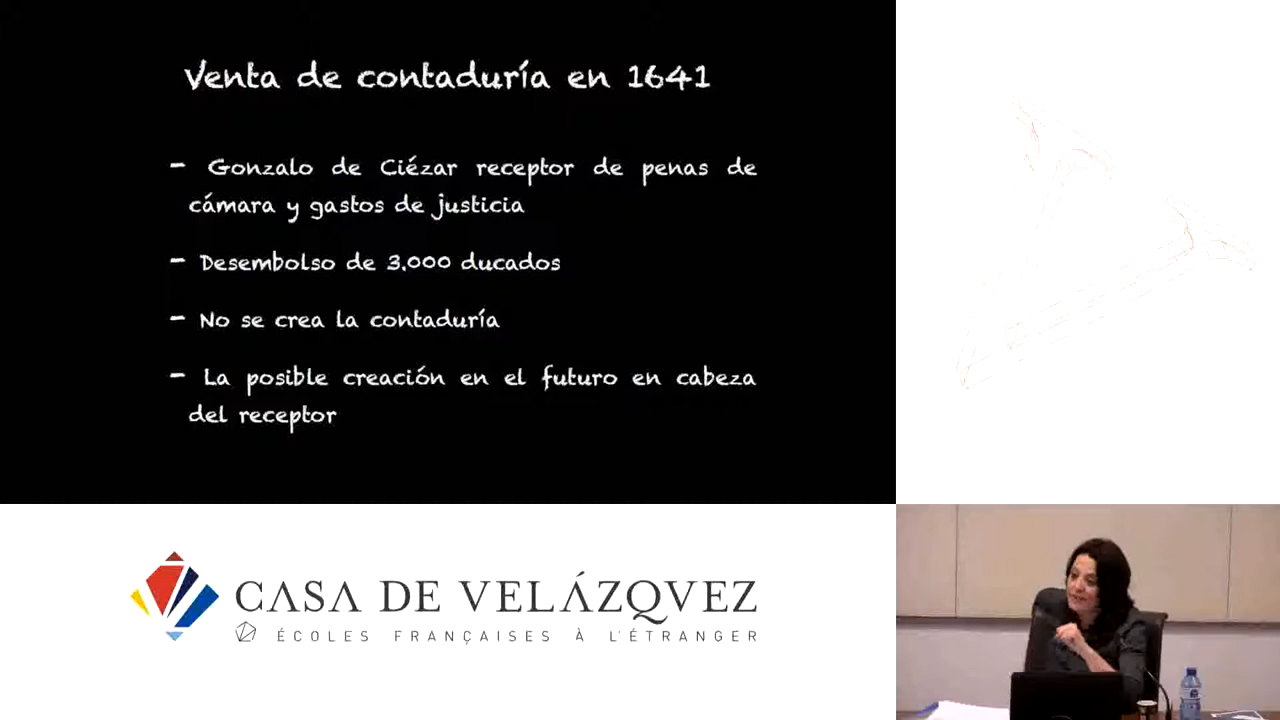 Venta de contaduría en 1641
- Gonzalo de Ciézar receptor de penas de
cámara y gastos de justicia
- Desembolso de 3.000 ducados
- No se crea la contaduría
- La posible creación en el futuro en cabeza
del receptor
CASA DE VELÁZQVEZ
ÉCOLES FRANÇAISES À L'ÉTRANGER